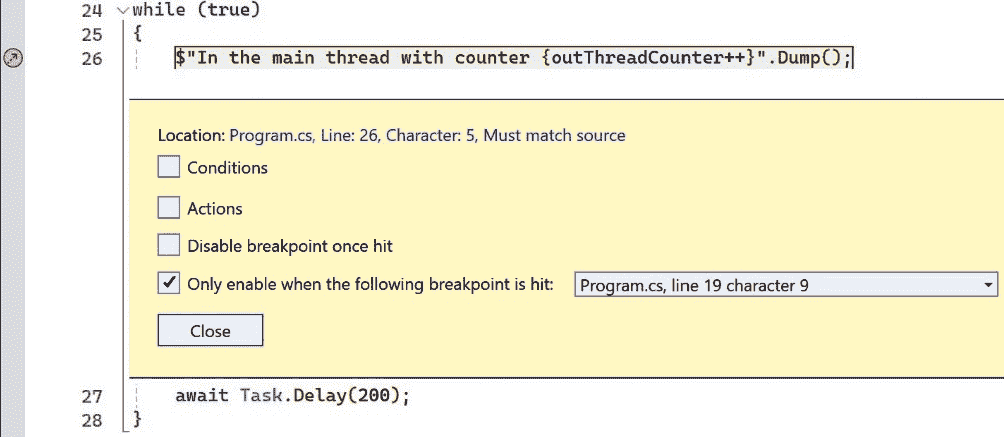 24 while (true)
25 {
26 $"In the main thread with counter {outThreadCounter++}".Dump();
Location: Program.cs, Line: 26, Character: 5, Must match source
Conditions
Actions
Disable breakpoint once hit
Only enable when the following breakpoint is hit: Program.cs, line 19 character 9
Close
27 await Task.Delay(200);
28 }